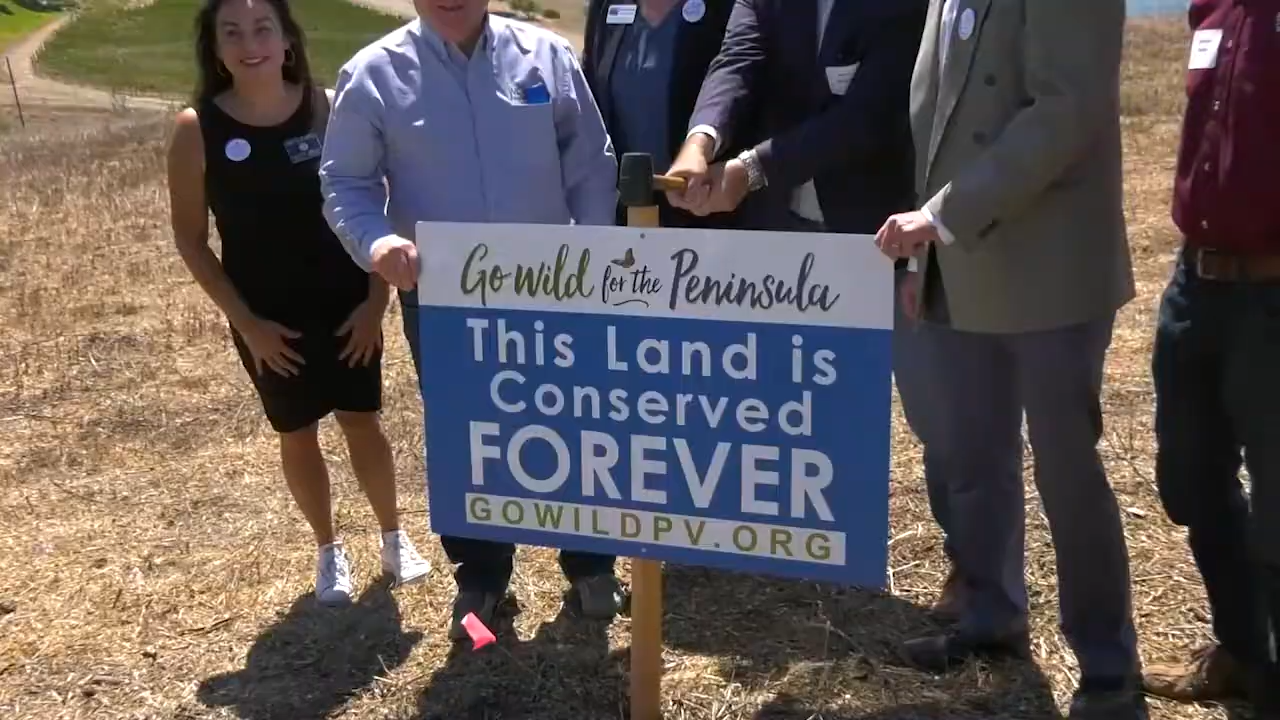 Go wild for the Peninsula
This Land is
Conserved
FOREVER
GOWILDPV.ORG